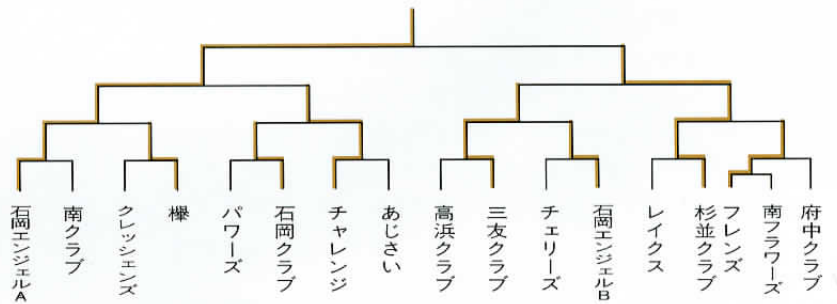 石岡エンジェルA
南クラブ
クレッシェンズ
欅
パワーズ
石岡クラブ
チャレンジ
あじさい
高浜クラブ
三友クラブ
チェリーズ
石岡エンジェルB
レイクス
杉並クラブ
フレンズ
南フラワーズ
府中クラブ